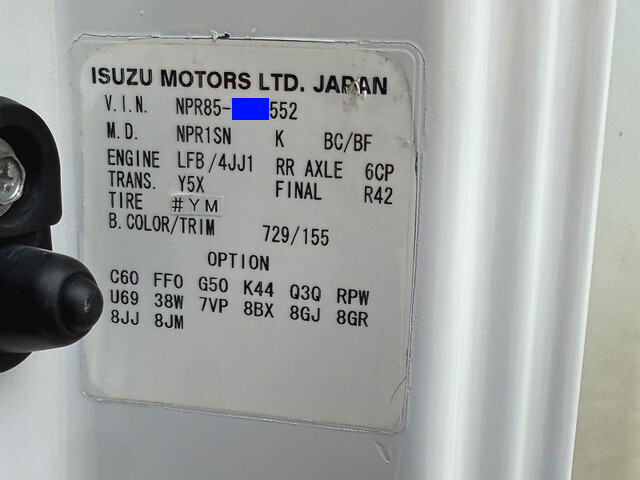 ISUZU MOTORS LTD. JAPAN
V.I.N. NPR85- 552
M.D. NPR1SN K BC/BF
ENGINE LFB/4JJ1 RR AXLE 6CP
TRANS. Y5X FINAL R42
TIRE #YM
B.COLOR/TRIM 729/155
OPTION
C60 FF0 G50 K44 Q3Q RPW
U69 38W 7VP 8BX 8GJ 8GR
8JJ 8JM